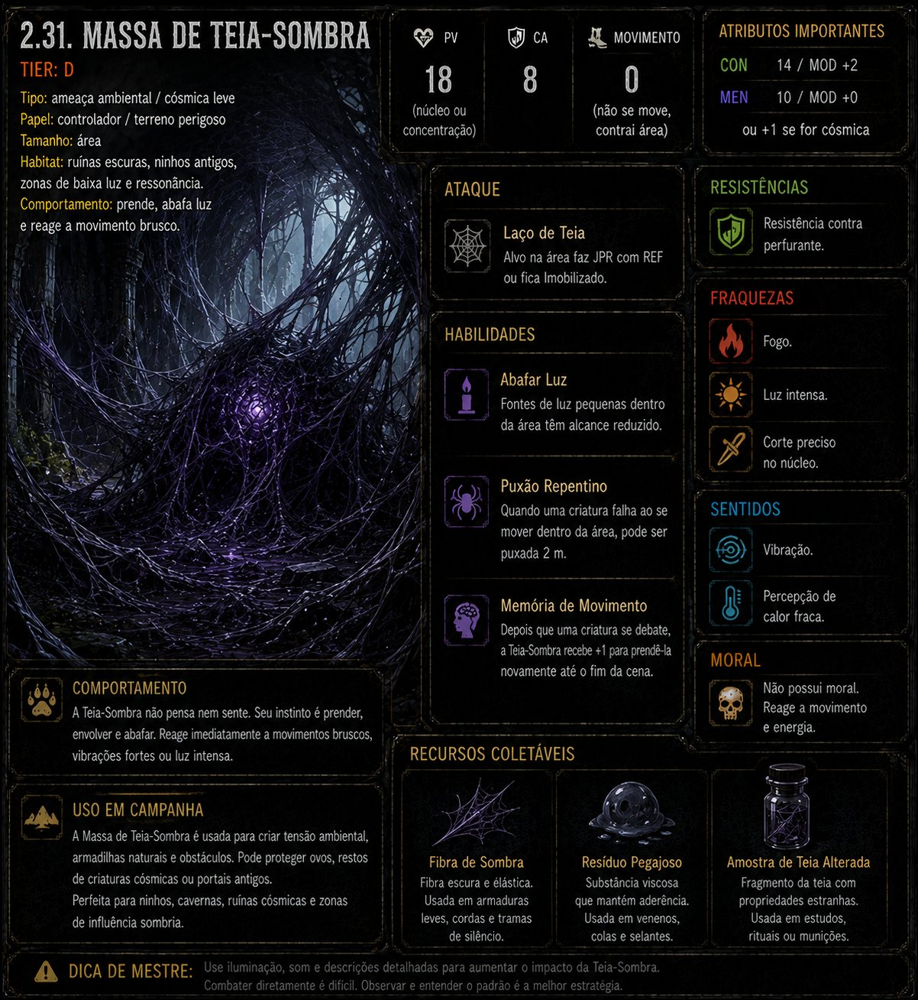 2.31. MASSA DE TEIA-SOMBRA
TIER: D
Tipo: ameaça ambiental / cósmica leve
Papel: controlador / terreno perigoso
Tamanho: área
Habitat: ruínas escuras, ninhos antigos,
zonas de baixa luz e ressonância.
Comportamento: prende, abafa luz
e reage a movimento brusco.
PV
18
(núcleo ou
concentração)
CA
8
MOVIMENTO
0
(não se move,
contrai área)
ATRIBUTOS IMPORTANTES
CON 14 / MOD +2
MEN 10 / MOD +0
ou +1 se for cósmica
ATAQUE
Laço de Teia
Alvo na área faz JPR com REF
ou fica Imobilizado.
HABILIDADES
Abafar Luz
Fontes de luz pequenas dentro
da área têm alcance reduzido.
Puxão Repentino
Quando uma criatura falha ao se
mover dentro da área, pode ser
puxada 2 m.
Memória de Movimento
Depois que uma criatura se debate,
a Teia-Sombra recebe +1 para prendê-la
novamente até o fim da cena.
RESISTÊNCIAS
Resistência contra
perfurante.
FRAQUEZAS
Fogo.
Luz intensa.
Corte preciso
no núcleo.
SENTIDOS
Vibração.
Percepção de
calor fraca.
MORAL
Não possui moral.
Reage a movimento
e energia.
COMPORTAMENTO
A Teia-Sombra não pensa nem sente. Seu instinto é prender,
envolver e abafar. Reage imediatamente a movimentos bruscos,
vibrações fortes ou luz intensa.
USO EM CAMPANHA
A Massa de Teia-Sombra é usada para criar tensão ambiental,
armadilhas naturais e obstáculos. Pode proteger ovos, restos
de criaturas cósmicas ou portais antigos.
Perfeita para ninhos, cavernas, ruínas cósmicas e zonas
de influência sombria.
RECURSOS COLETÁVEIS
Fibra de Sombra
Fibra escura e élástica.
Usada em armaduras
leves, cordas e tramas
de silêncio.
Resíduo Pegajoso
Substância viscosa
que mantém aderência.
Usada em venenos,
colas e selantes.
Amostra de Teia Alterada
Fragmento da teia com
propriedades estranhas.
Usada em estudos,
rituais ou munições.
DICA DE MESTRE:
Use iluminação, som e descrições detalhadas para aumentar o impacto da Teia-Sombra.
Combater diretamente é difícil. Observar e entender o padrão é a melhor estratégia.